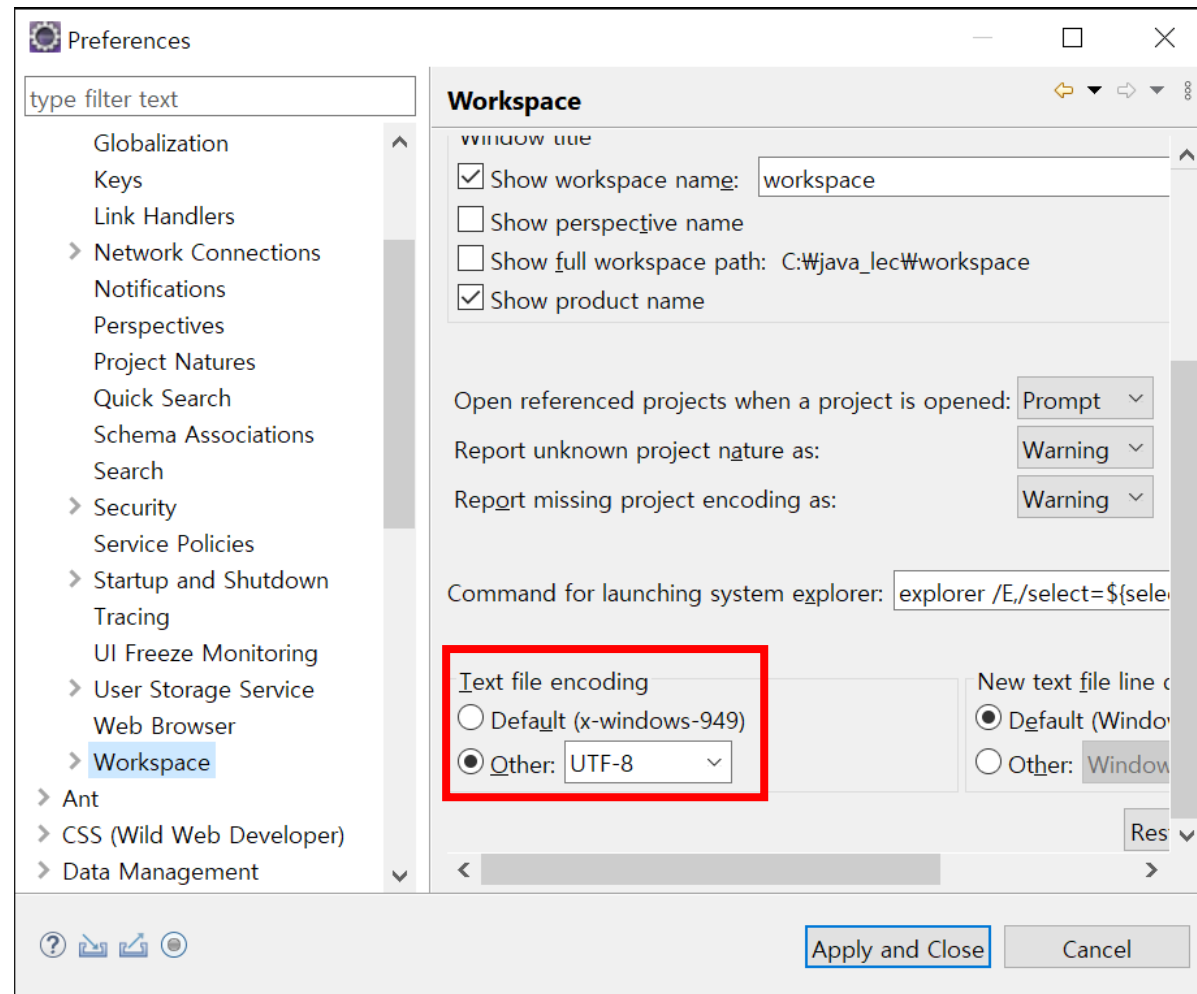 Preferences
type filter text
Globalization
Keys
Link Handlers
Network Connections
Notifications
Perspectives
Project Natures
Quick Search
Schema Associations
Search
Security
Service Policies
Startup and Shutdown
Tracing
UI Freeze Monitoring
User Storage Service
Web Browser
Workspace
Ant
CSS (Wild Web Developer)
Data Management
Workspace
Window title
Show workspace name: workspace
Show perspective name
Show full workspace path: C:₩java_lec₩workspace
Show product name
Open referenced projects when a project is opened: Prompt
Report unknown project nature as: Warning
Report missing project encoding as: Warning
Command for launching system explorer: explorer /E,/select=${sele
Text file encoding
Default (x-windows-949)
Other: UTF-8
New text file line
Default (Windo
Other: Window
Res
Apply and Close
Cancel